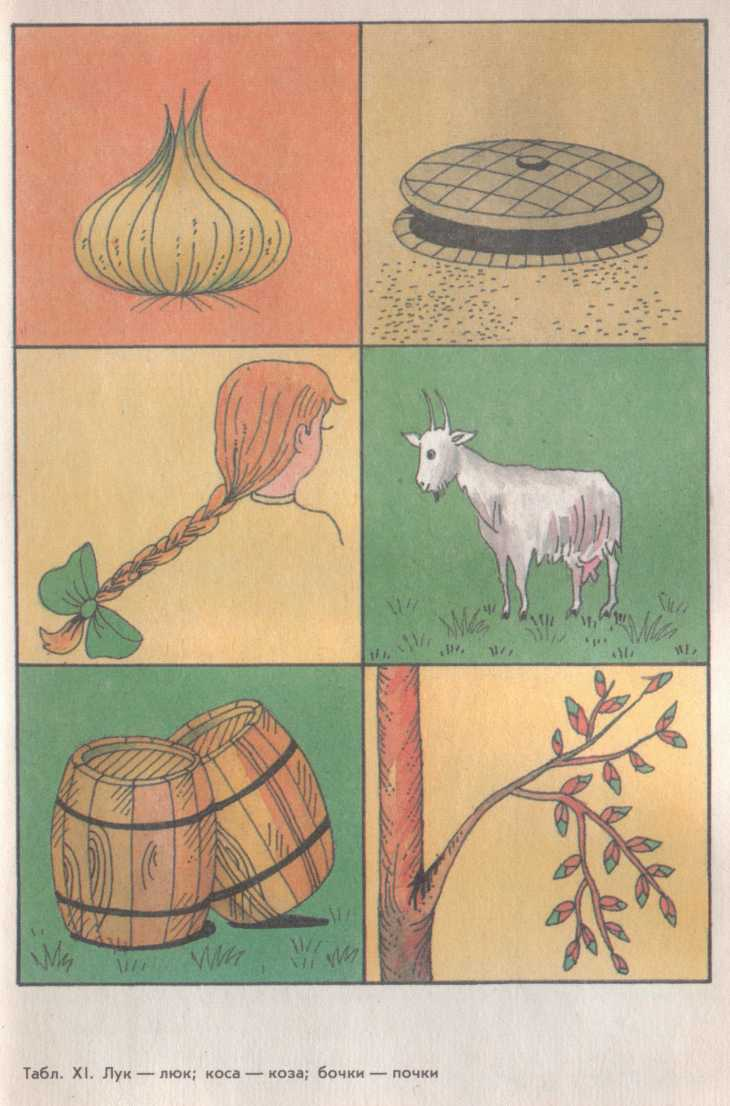 Табл. XI. Лук — люк; коса — коза; бочки — почки